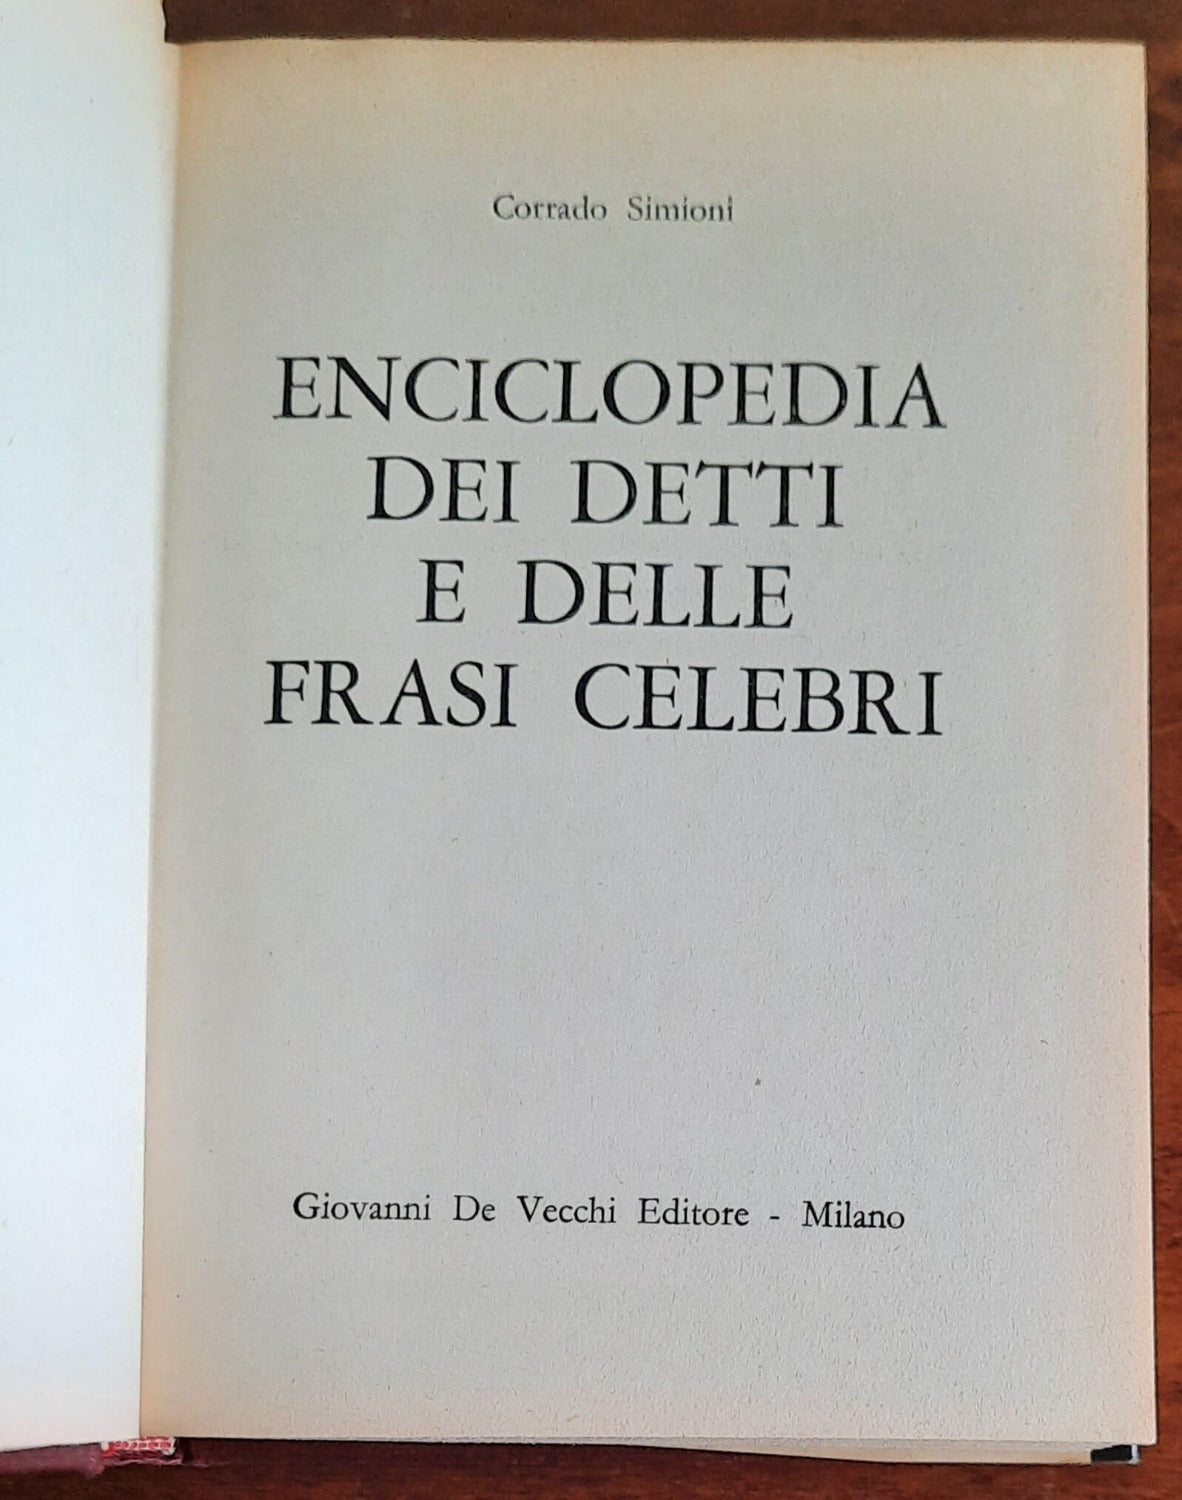 Corrado Simioni
ENCICLOPEDIA
DEI DETTI
E DELLE
FRASI CELEBRI
Giovanni De Vecchi Editore - Milano